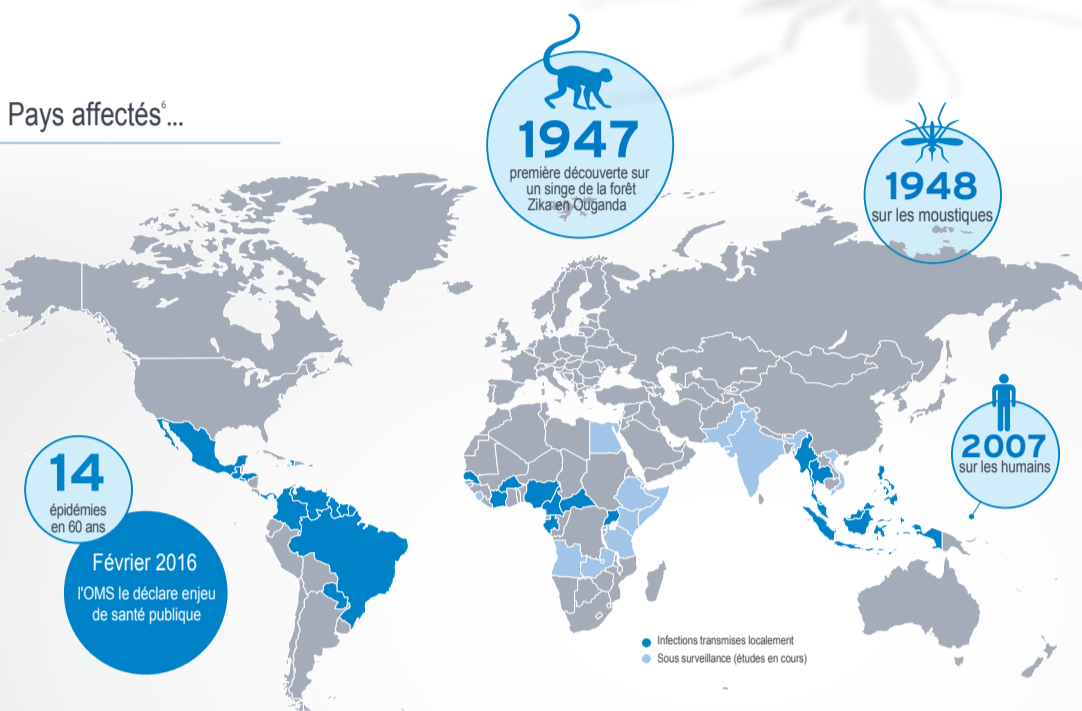 Pays affectés⁶...
1947
première découverte sur
un singe de la forêt
Zika en Ouganda
1948
sur les moustiques
2007
sur les humains
14
épidémies
en 60 ans
Février 2016
l'OMS le déclare enjeu
de santé publique
Infections transmises localement
Sous surveillance (études en cours)